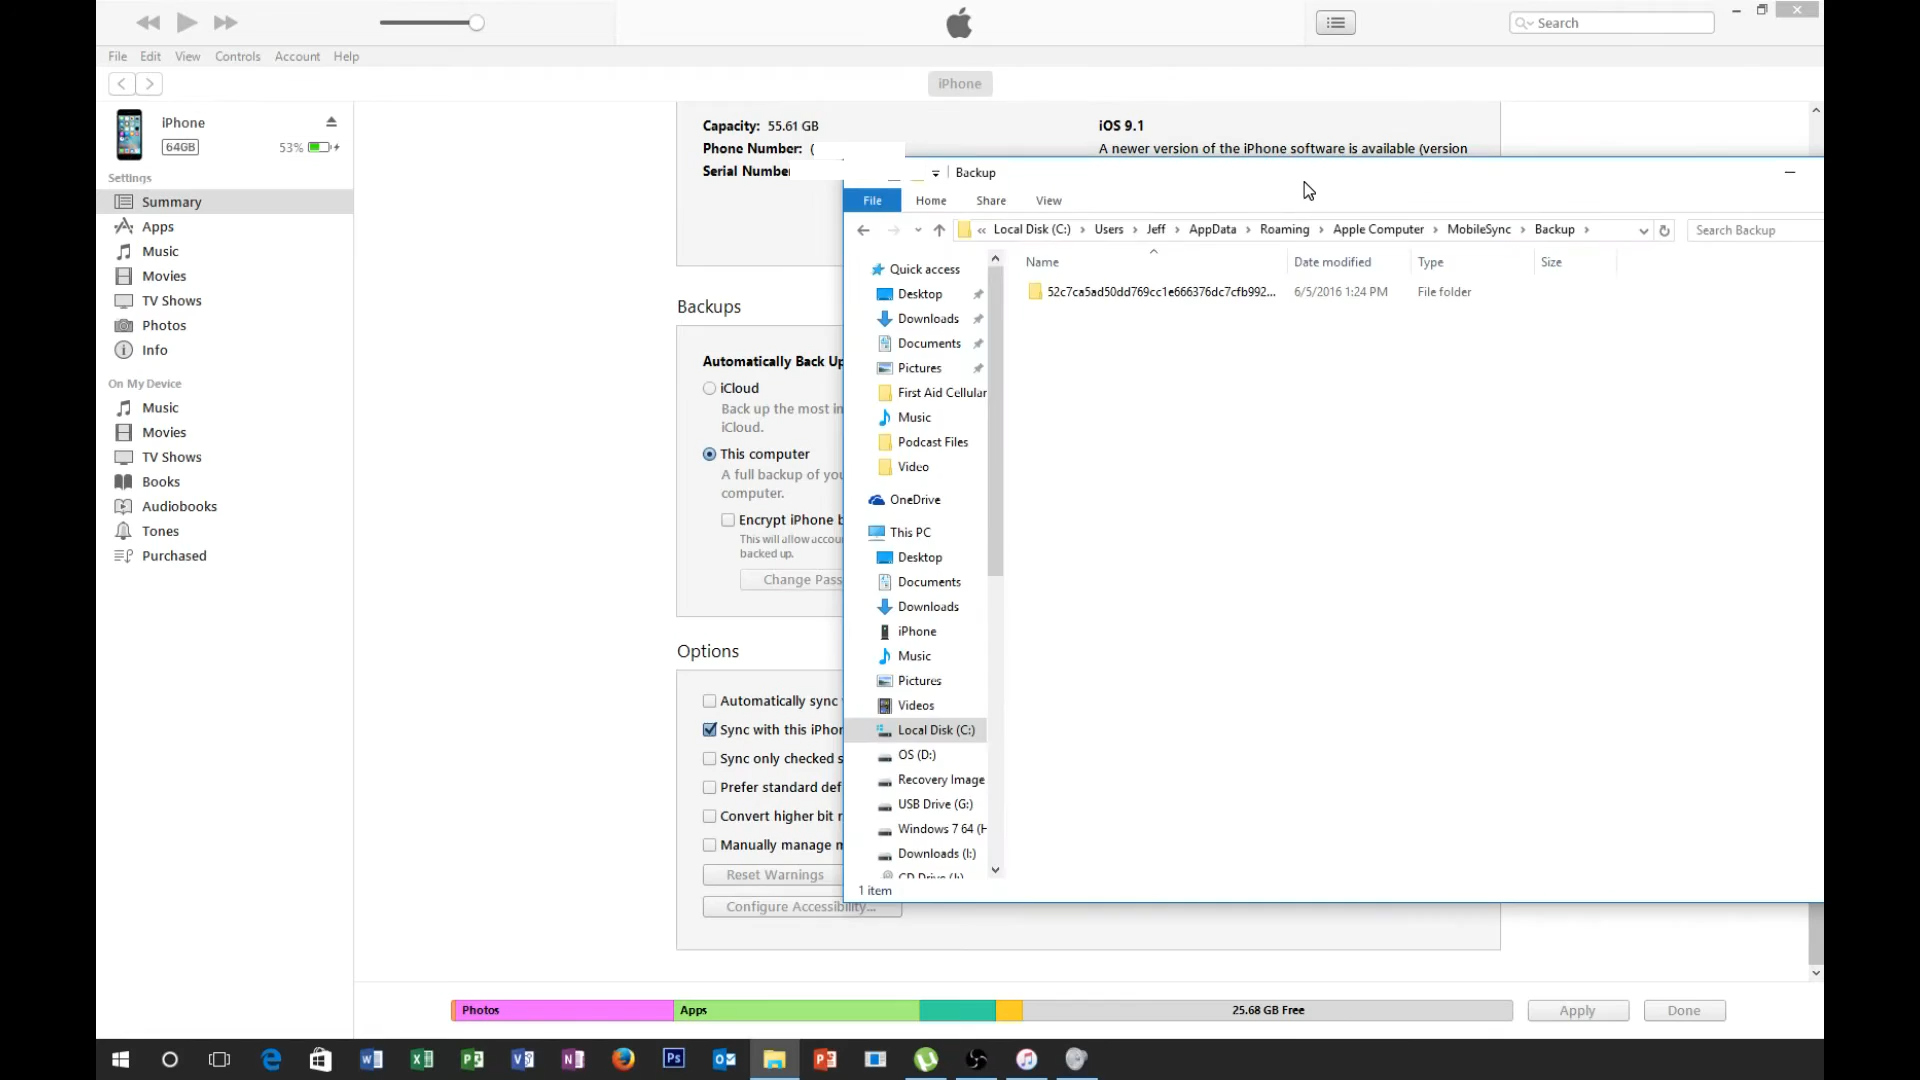 Search
File Edit View Controls Account Help
iPhone
iPhone
64GB 53%
Settings
Summary
Apps
Music
Movies
TV Shows
Photos
Info
On My Device
Music
Movies
TV Shows
Books
Audiobooks
Tones
Purchased
Capacity: 55.61 GB
Phone Number: (
Serial Number
iOS 9.1
A newer version of the iPhone software is available (version
Backups
Automatically Back Up
iCloud
Back up the most in
iCloud.
This computer
A full backup of you
computer.
Encrypt iPhone b
This will allow accou
backed up.
Change Pass
Options
Automatically sync
Sync with this iPhon
Sync only checked s
Prefer standard def
Convert higher bit r
Manually manage m
Reset Warnings
Configure Accessibility...
Backup
File Home Share View
« Local Disk (C:) Users Jeff AppData Roaming Apple Computer MobileSync Backup
Search Backup
Name Date modified Type Size
52c7ca5ad50dd769cc1e666376dc7cfb992... 6/5/2016 1:24 PM File folder
Quick access
Desktop
Downloads
Documents
Pictures
First Aid Cellular
Music
Podcast Files
Video
OneDrive
This PC
Desktop
Documents
Downloads
iPhone
Music
Pictures
Videos
Local Disk (C:)
OS (D:)
Recovery Image
USB Drive (G:)
Windows 7 64 (H
Downloads (I:)
CD Drive (J:)
1 item
Photos Apps 25.68 GB Free
Apply Done